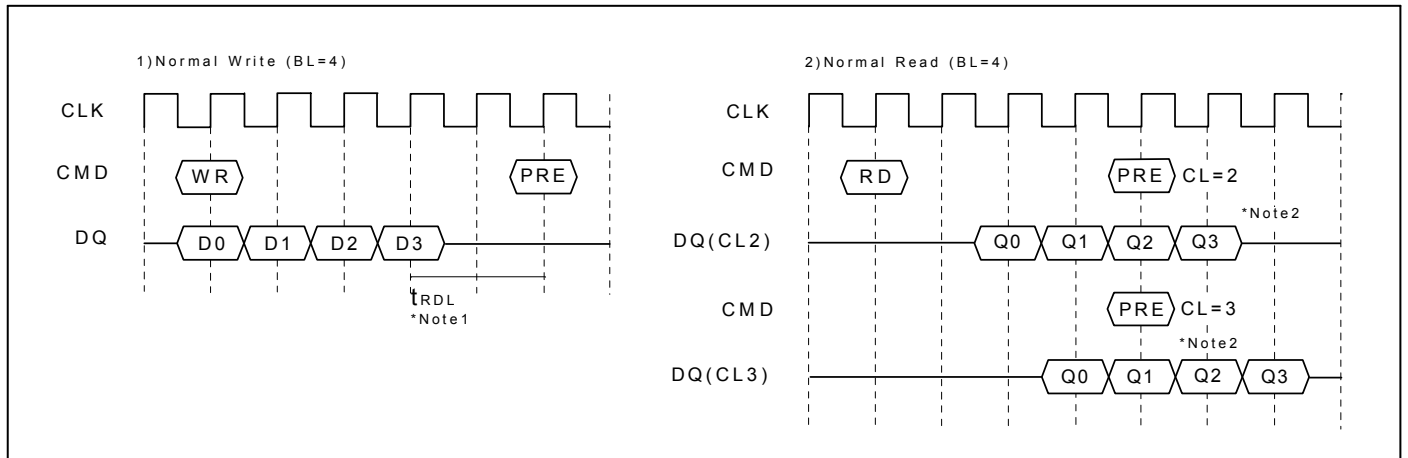 1)Normal Write (BL=4)
CLK
CMD
WR
PRE
DQ
D0
D1
D2
D3
tRDL
*Note1
2)Normal Read (BL=4)
CLK
CMD
RD
PRE
CL=2
*Note2
DQ(CL2)
Q0
Q1
Q2
Q3
CMD
PRE
CL=3
*Note2
DQ(CL3)
Q0
Q1
Q2
Q3